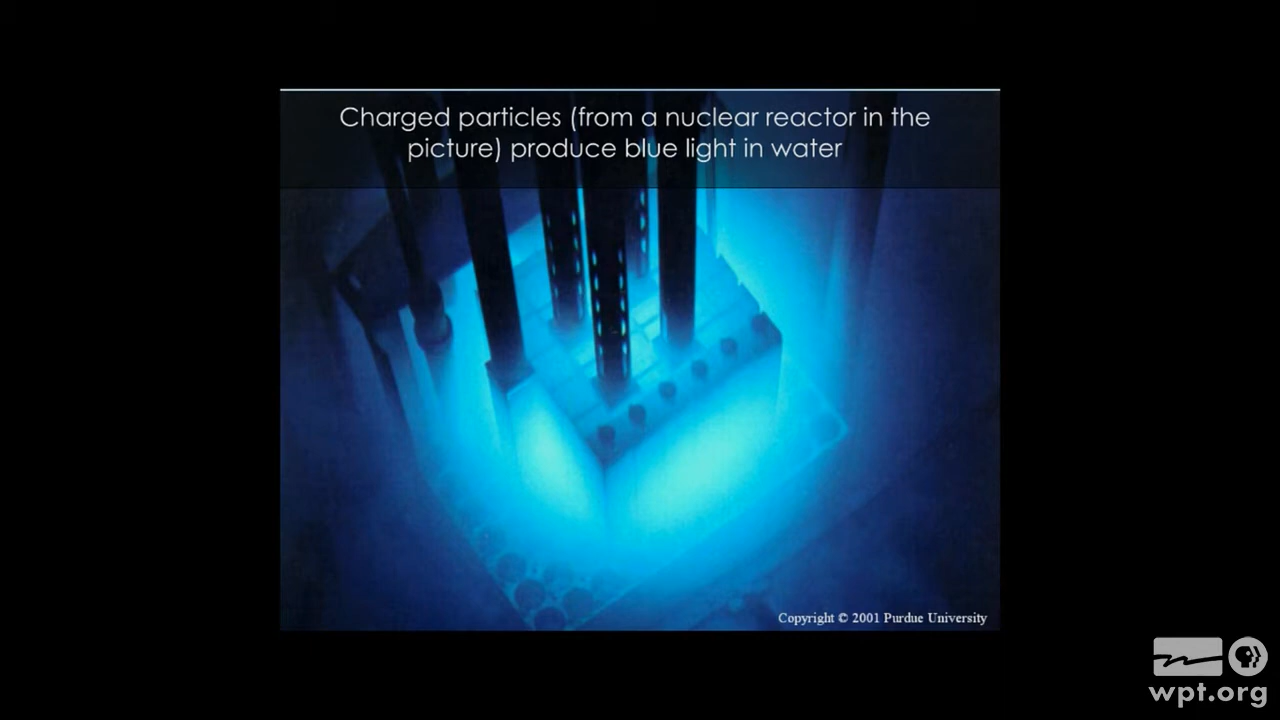 Charged particles (from a nuclear reactor in the
picture) produce blue light in water
Copyright © 2001 Purdue University
wpt.org